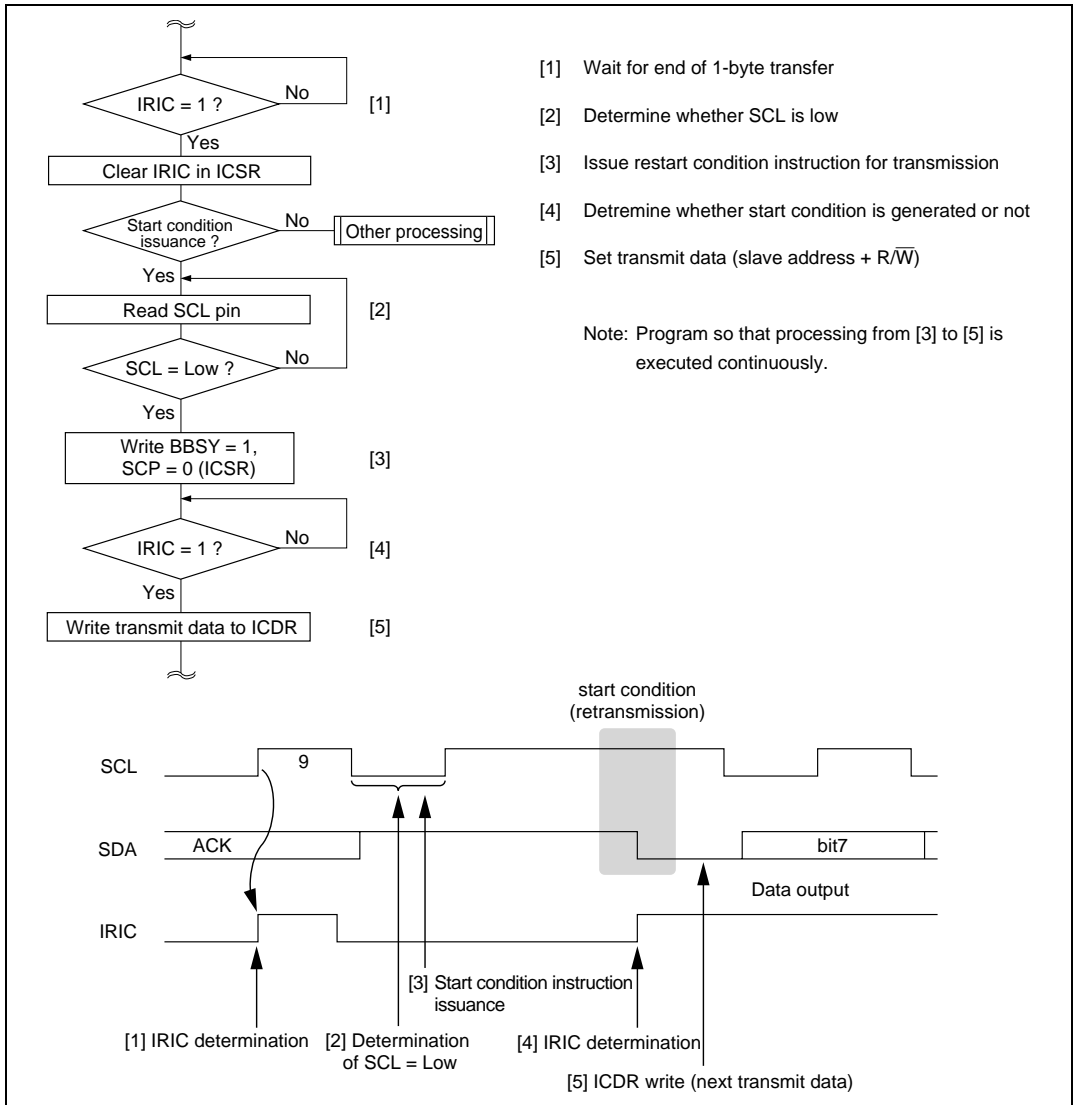 IRIC = 1 ?
No
[1]
Yes
Clear IRIC in ICSR
Start condition
issuance ?
No
Other processing
Yes
Read SCL pin
[2]
SCL = Low ?
No
Yes
Write BBSY = 1,
SCP = 0 (ICSR)
[3]
IRIC = 1 ?
No
[4]
Yes
Write transmit data to ICDR
[5]
[1] Wait for end of 1-byte transfer
[2] Determine whether SCL is low
[3] Issue restart condition instruction for transmission
[4] Detremine whether start condition is generated or not
[5] Set transmit data (slave address + R/W̅)
Note: Program so that processing from [3] to [5] is
executed continuously.
start condition
(retransmission)
SCL
9
SDA
ACK
bit7
Data output
IRIC
[3] Start condition instruction
issuance
[1] IRIC determination
[2] Determination
of SCL = Low
[4] IRIC determination
[5] ICDR write (next transmit data)